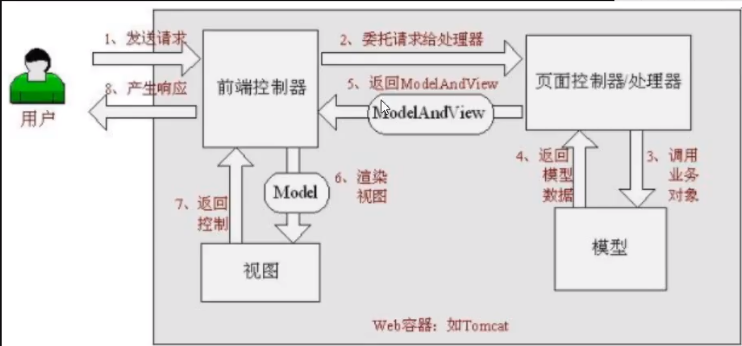 1、发送请求
2、委托请求给处理器
前端控制器
页面控制器/处理器
用户
8、产生响应
5、返回ModelAndView
ModelAndView
4、返回
模型
数据
3、调用
业务
对象
6、渲染
视图
Model
7、返回
控制
视图
模型
Web容器：如Tomcat